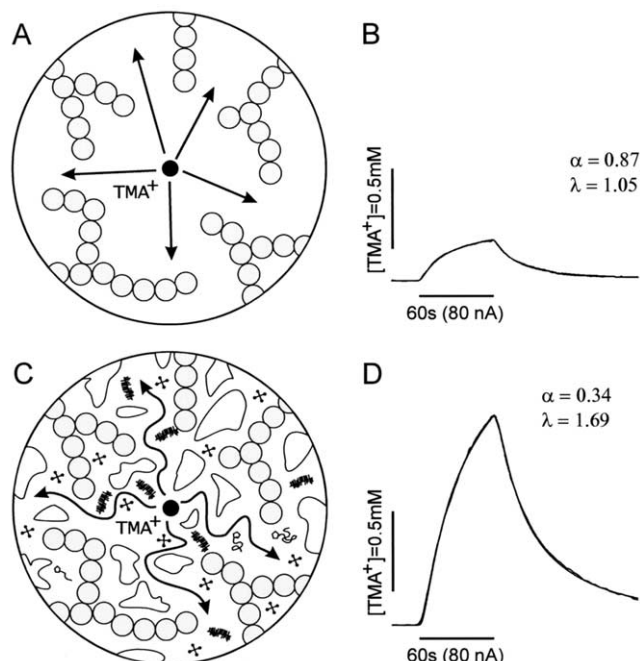 A
TMA+
B
[TMA+]=0.5mM
α = 0.87
λ = 1.05
60s (80 nA)
C
TMA+
D
[TMA+]=0.5mM
α = 0.34
λ = 1.69
60s (80 nA)